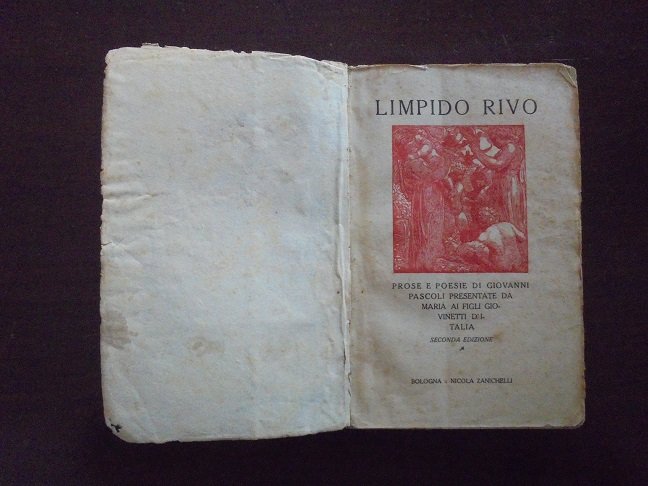 LIMPIDO RIVO
PROSE E POESIE DI GIOVANNI
PASCOLI PRESENTATE DA
MARIA AI FIGLI GIO-
VINETTI D'I-
TALIA
SECONDA EDIZIONE
BOLOGNA - NICOLA ZANICHELLI